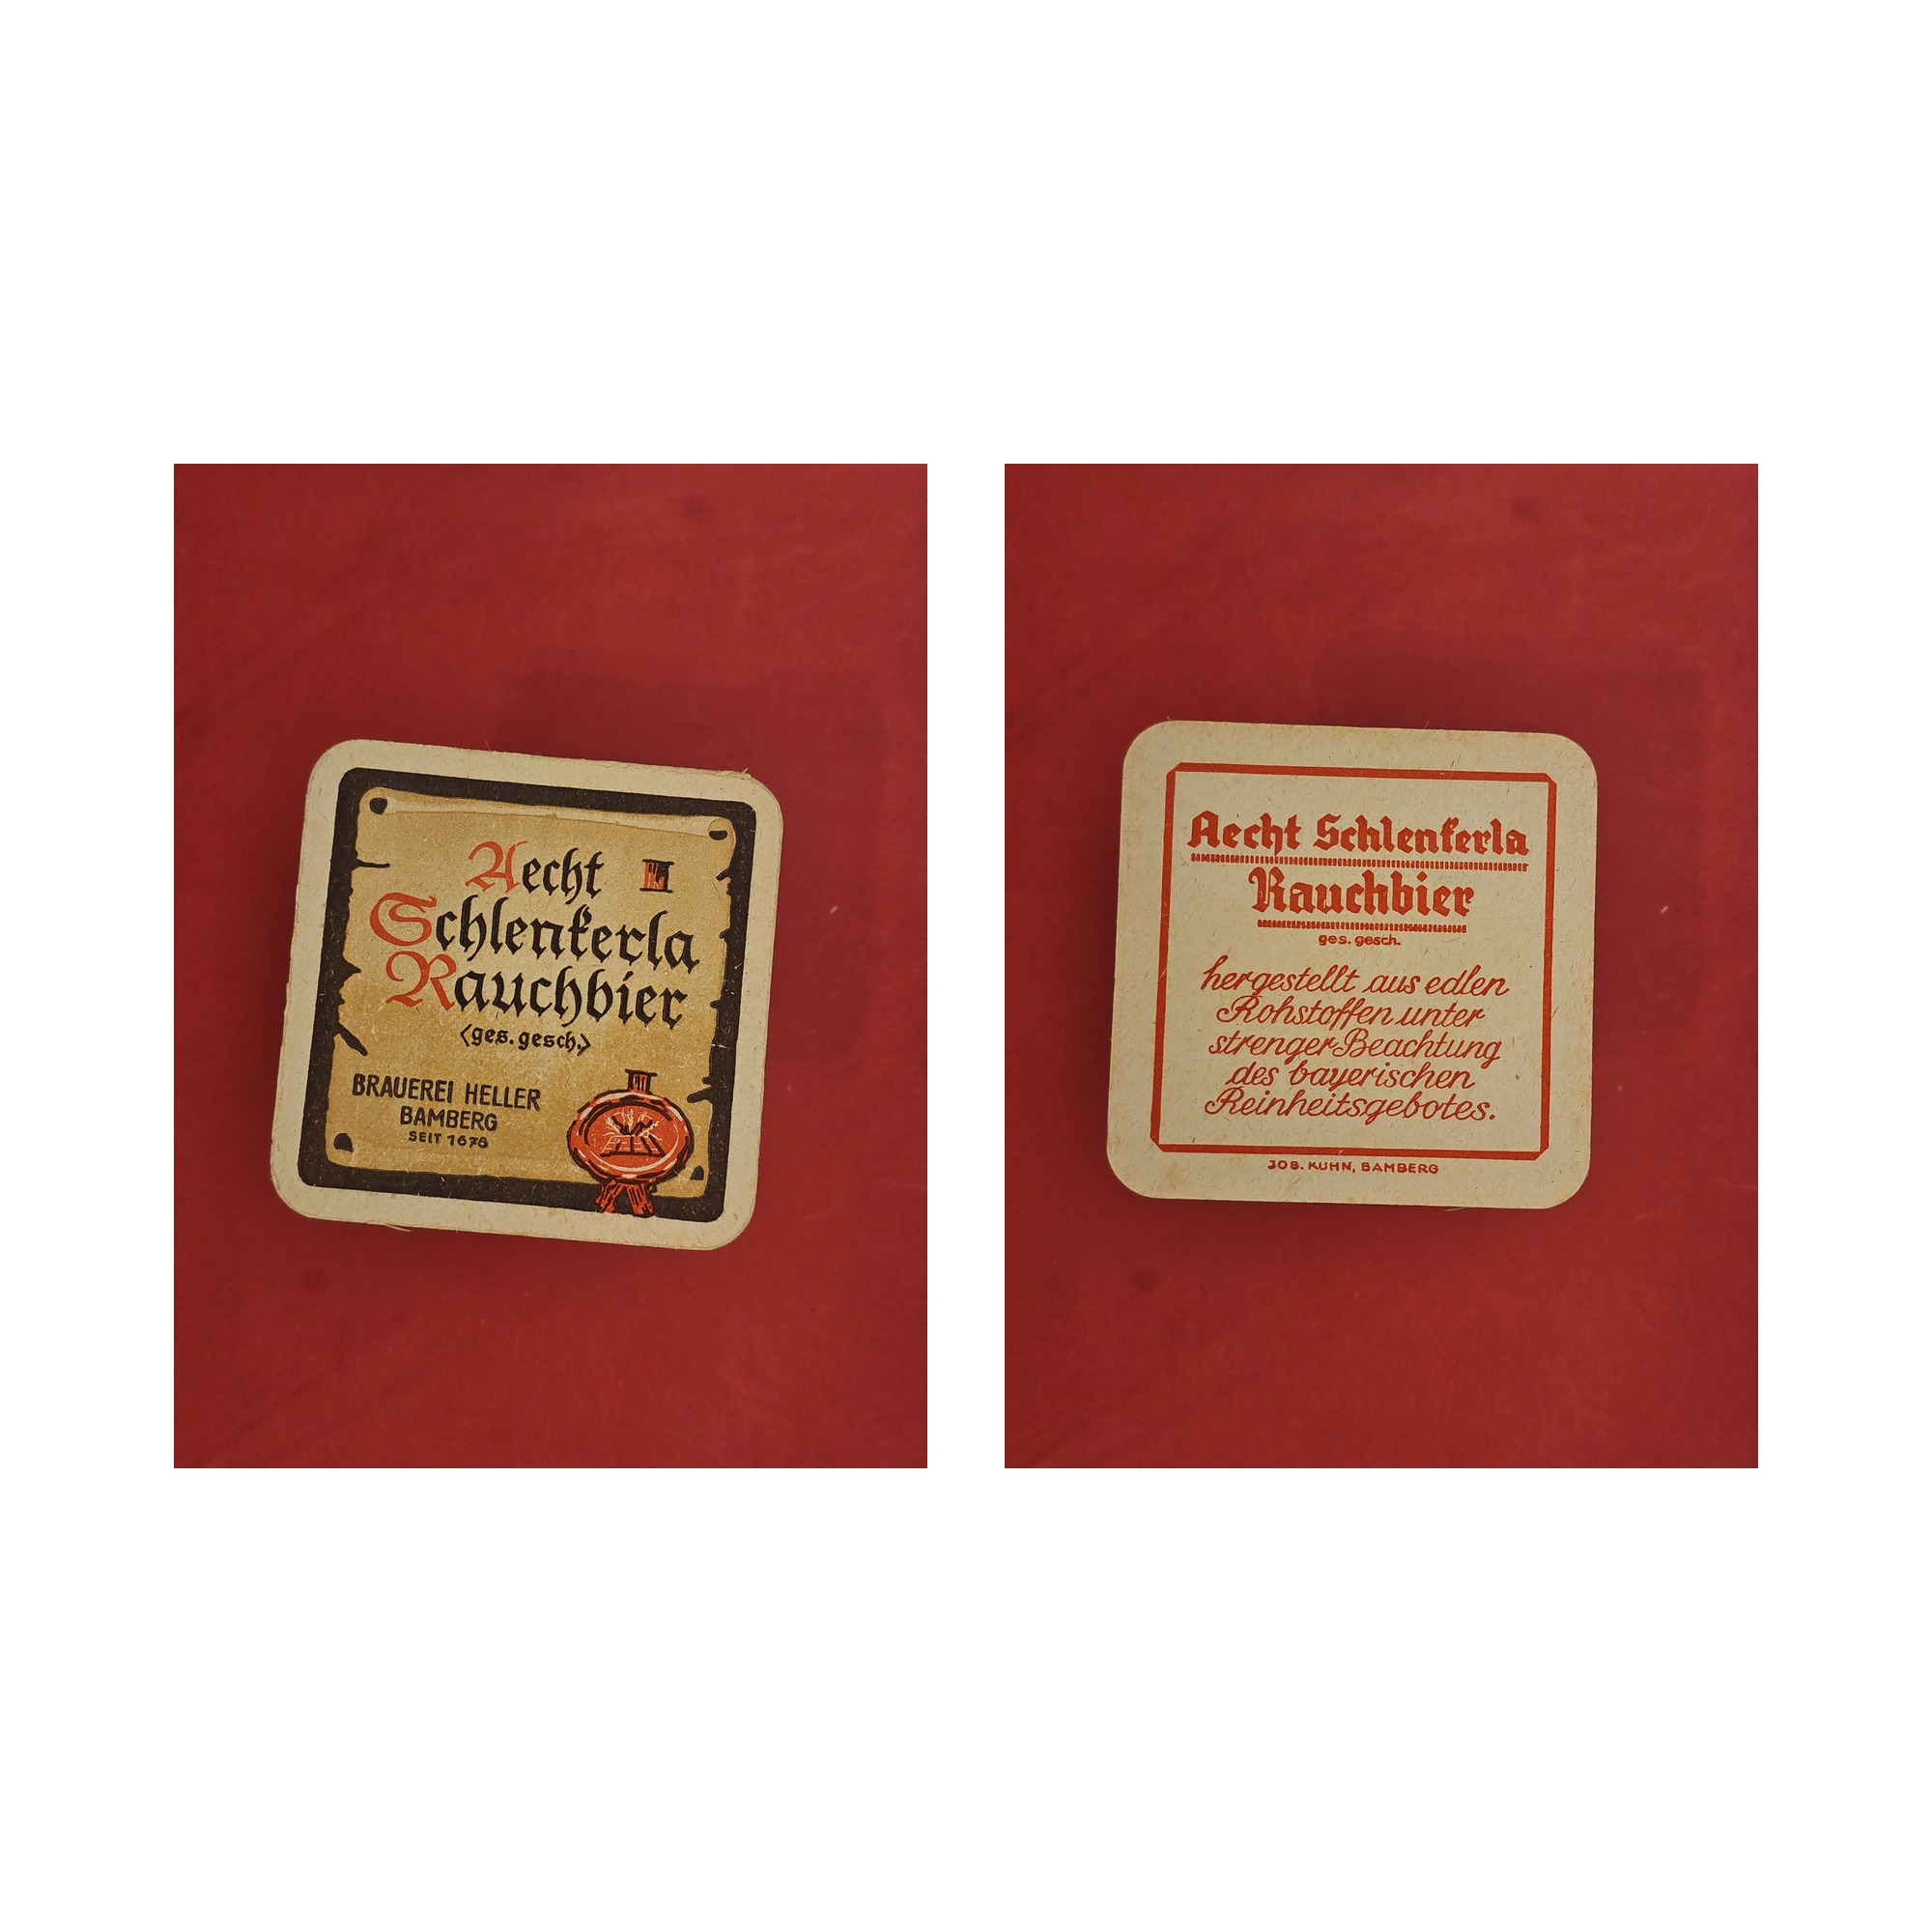 Aecht
Schlenkerla
Rauchbier
<ges. gesch.>
BRAUEREI HELLER
BAMBERG
SEIT 1678
Aecht Schlenkerla
Rauchbier
ges. gesch.
hergestellt aus edlen
Rohstoffen unter
strenger Beachtung
des bayerischen
Reinheitsgebotes.
JOB. KUHN, BAMBERG